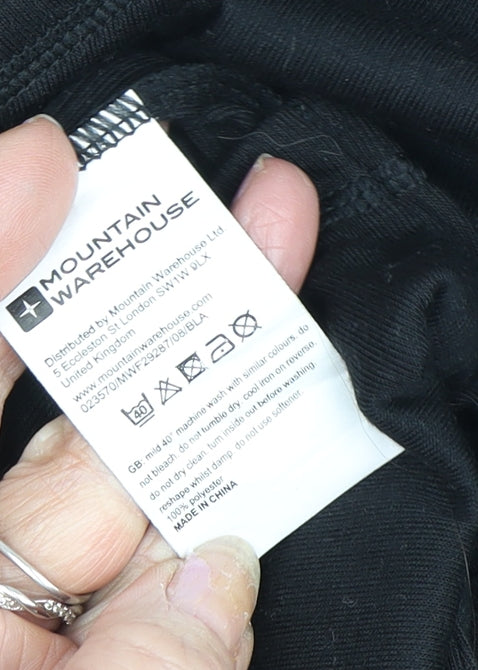 MOUNTAIN
WAREHOUSE
Distributed by Mountain Warehouse Ltd.
5 Eccleston St London SW1W 9LX
United Kingdom
www.mountainwarehouse.com
023570/MWF29287/08/BLA
40
GB- mild 40° machine wash with similar colours, do
not bleach, do not tumble dry, cool iron on reverse,
do not dry clean, turn inside out before washing,
reshape whilst damp, do not use softener.
100% polyester
MADE IN CHINA